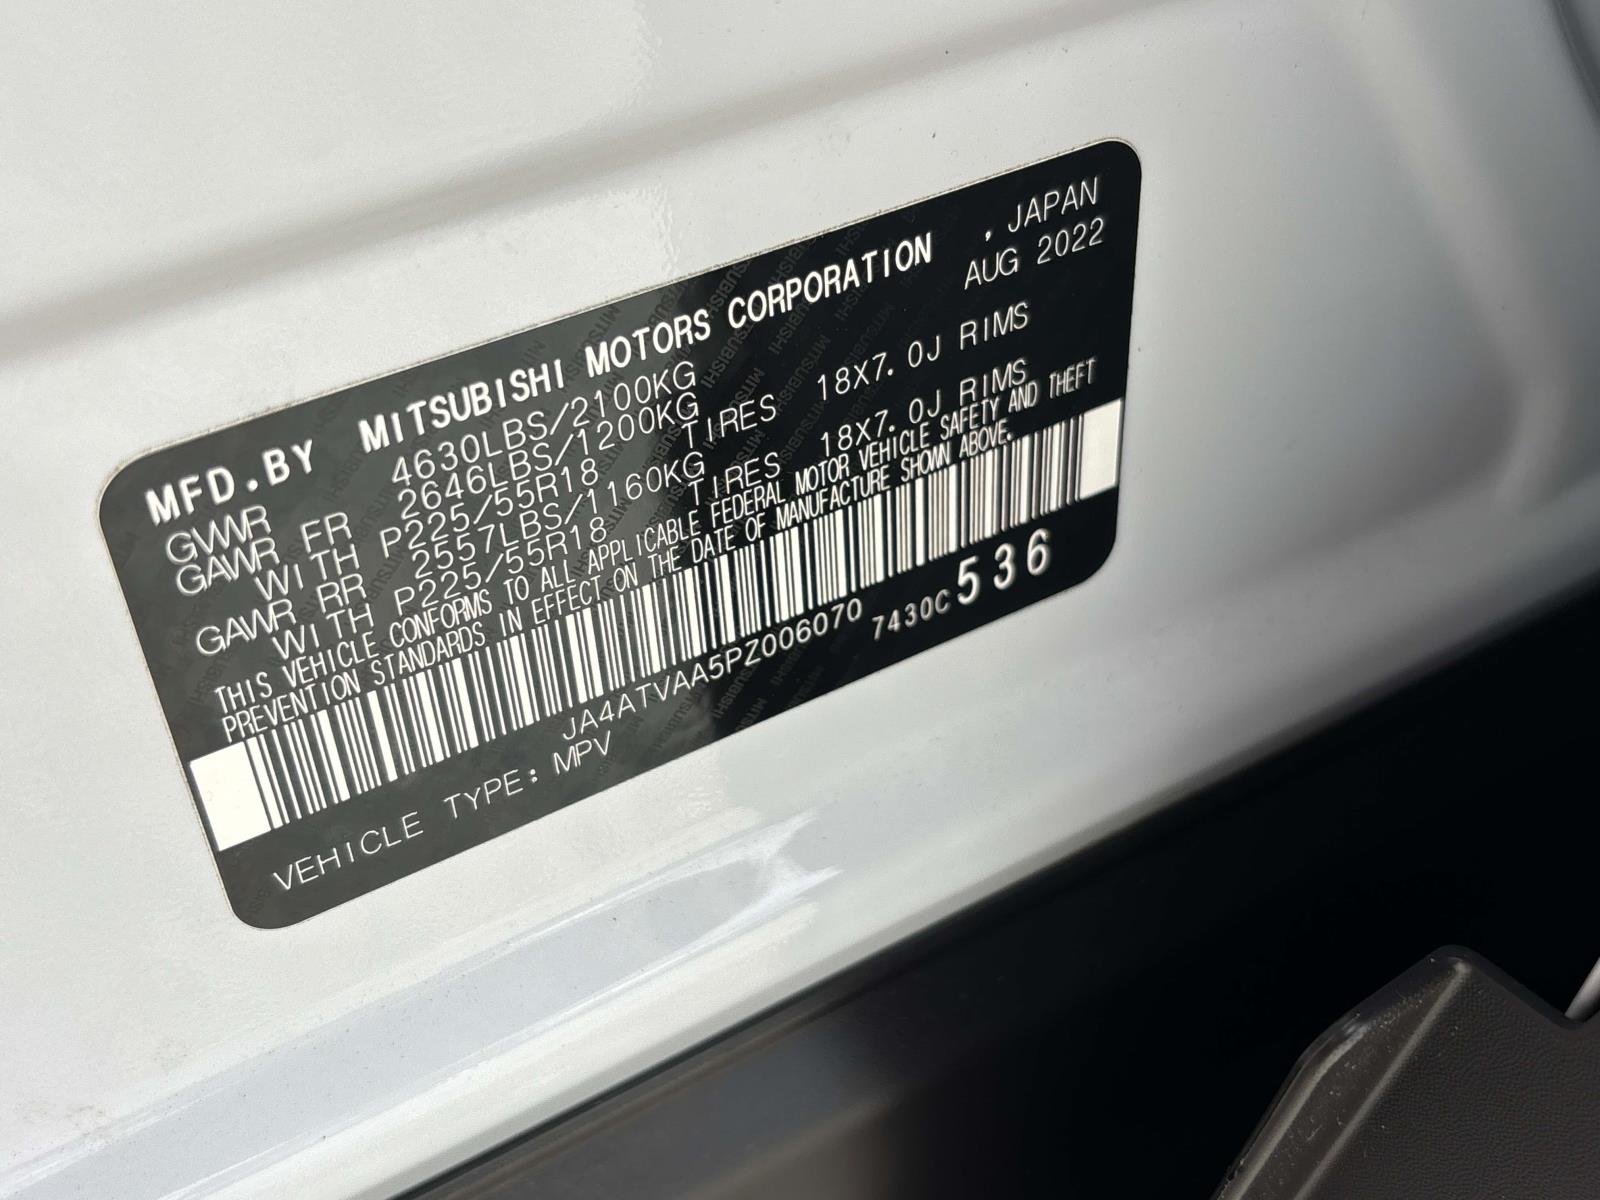 MFD.BY MITSUBISHI MOTORS CORPORATION , JAPAN
GVWR 4630LBS/2100KG AUG 2022
GAWR FR 2646LBS/1200KG
WITH P225/55R18 TIRES 18X7.0J RIMS
GAWR RR 2557LBS/1160KG
WITH P225/55R18 TIRES 18X7.0J RIMS
THIS VEHICLE CONFORMS TO ALL APPLICABLE FEDERAL MOTOR VEHICLE SAFETY AND THEFT
PREVENTION STANDARDS IN EFFECT ON THE DATE OF MANUFACTURE SHOWN ABOVE.
JA4ATVAA5PZ006070 7430C 536
VEHICLE TYPE: MPV